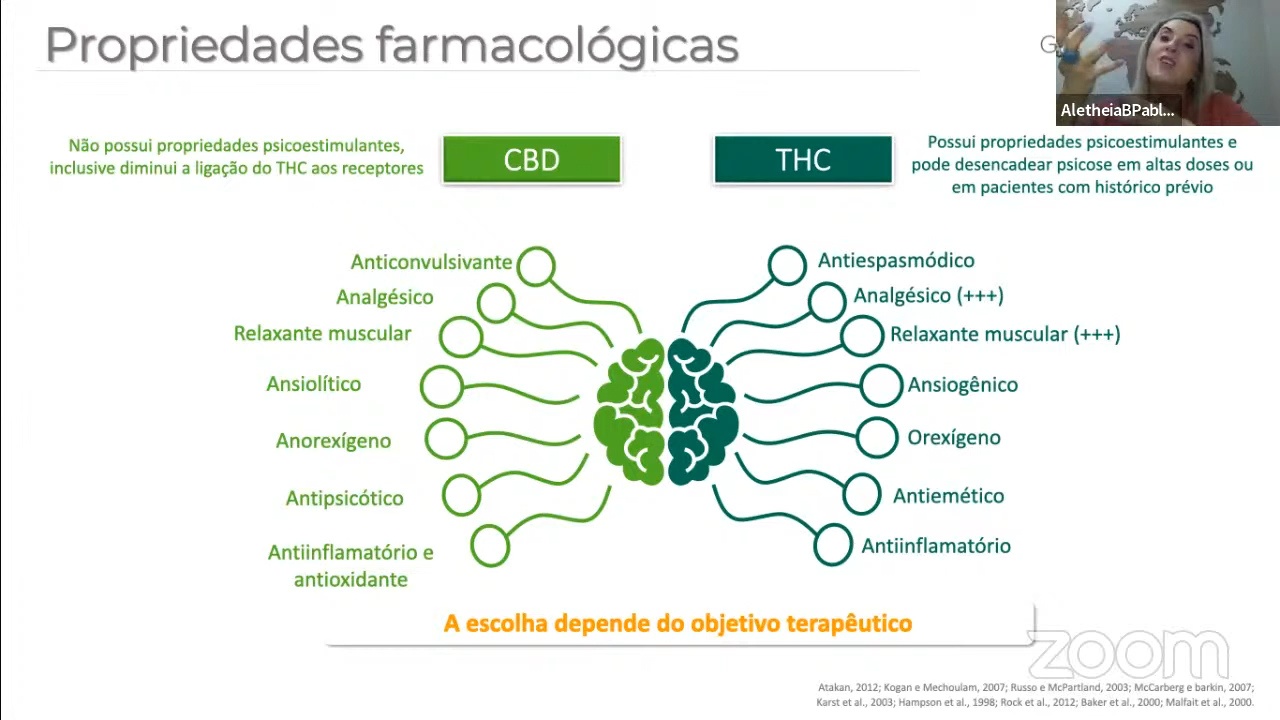 Propriedades farmacológicas
G
AletheiaBPabl...
Não possui propriedades psicoestimulantes,
inclusive diminui a ligação do THC aos receptores
CBD
THC
Possui propriedades psicoestimulantes e
pode desencadear psicose em altas doses ou
em pacientes com histórico prévio
Anticonvulsivante
Analgésico
Relaxante muscular
Ansiolítico
Anorexígeno
Antipsicótico
Antiinflamatório e
antioxidante
Antiespasmódico
Analgésico (+++)
Relaxante muscular (+++)
Ansiogênico
Orexígeno
Antiemético
Antiinflamatório
A escolha depende do objetivo terapêutico
zoom
Atakan, 2012; Kogan e Mechoulam, 2007; Russo e McPartland, 2003; McCarberg e barkin, 2007;
Karst et al., 2003; Hampson et al., 1998; Rock et al., 2012; Baker et al., 2000; Malfait et al., 2000.